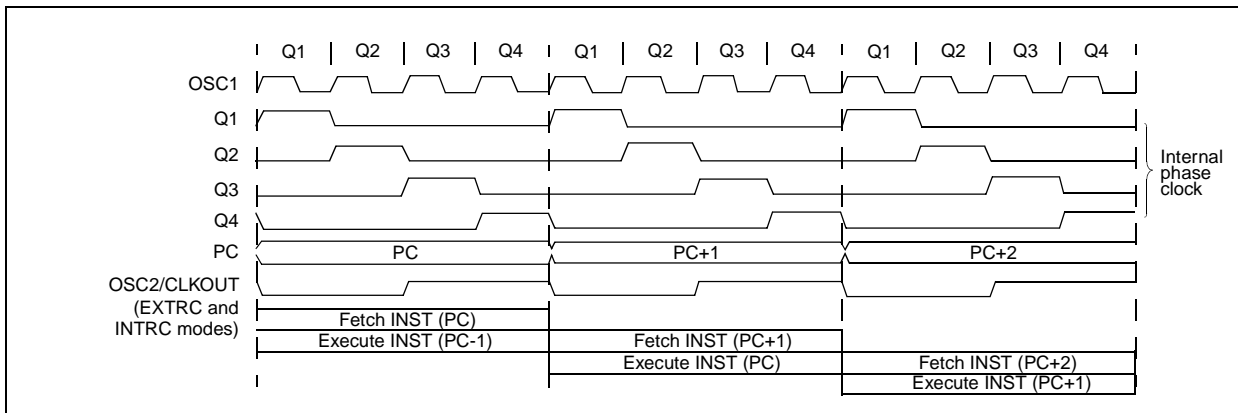 Q1 Q2 Q3 Q4 Q1 Q2 Q3 Q4 Q1 Q2 Q3 Q4
OSC1
Q1
Q2
Q3
Q4
Internal
phase
clock
PC
PC PC+1 PC+2
OSC2/CLKOUT
(EXTRC and
INTRC modes)
Fetch INST (PC)
Execute INST (PC-1) Fetch INST (PC+1)
Execute INST (PC) Fetch INST (PC+2)
Execute INST (PC+1)